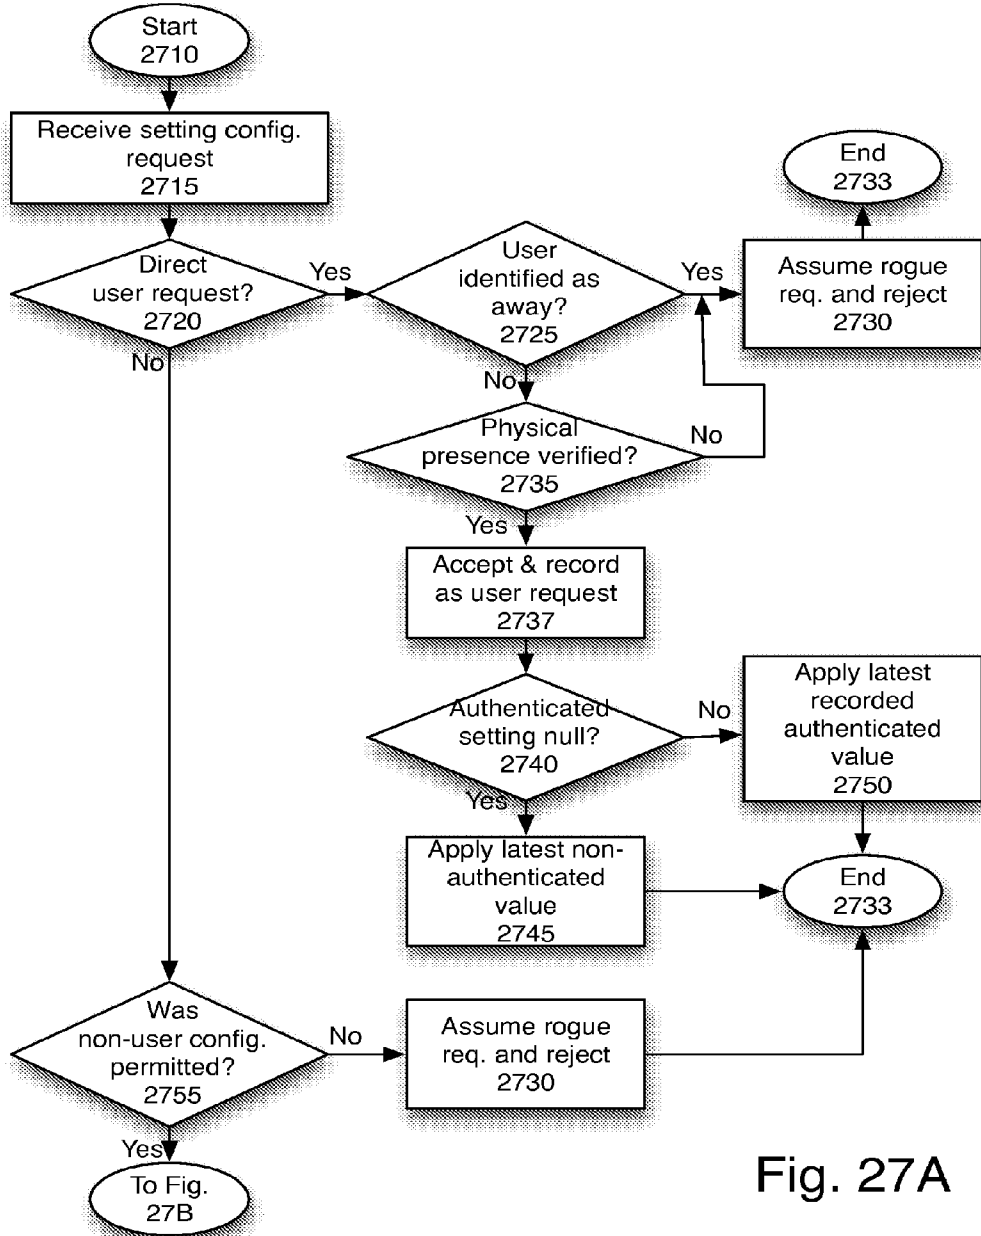 Start
2710
Receive setting config.
request
2715
Direct
user request?
2720
Yes
No
User
identified as
away?
2725
Yes
No
Assume rogue
req. and reject
2730
End
2733
Physical
presence verified?
2735
No
Yes
Accept & record
as user request
2737
Authenticated
setting null?
2740
No
Yes
Apply latest
recorded
authenticated
value
2750
Apply latest non-
authenticated
value
2745
End
2733
Was
non-user config.
permitted?
2755
No
Yes
Assume rogue
req. and reject
2730
To Fig.
27B
Fig. 27A